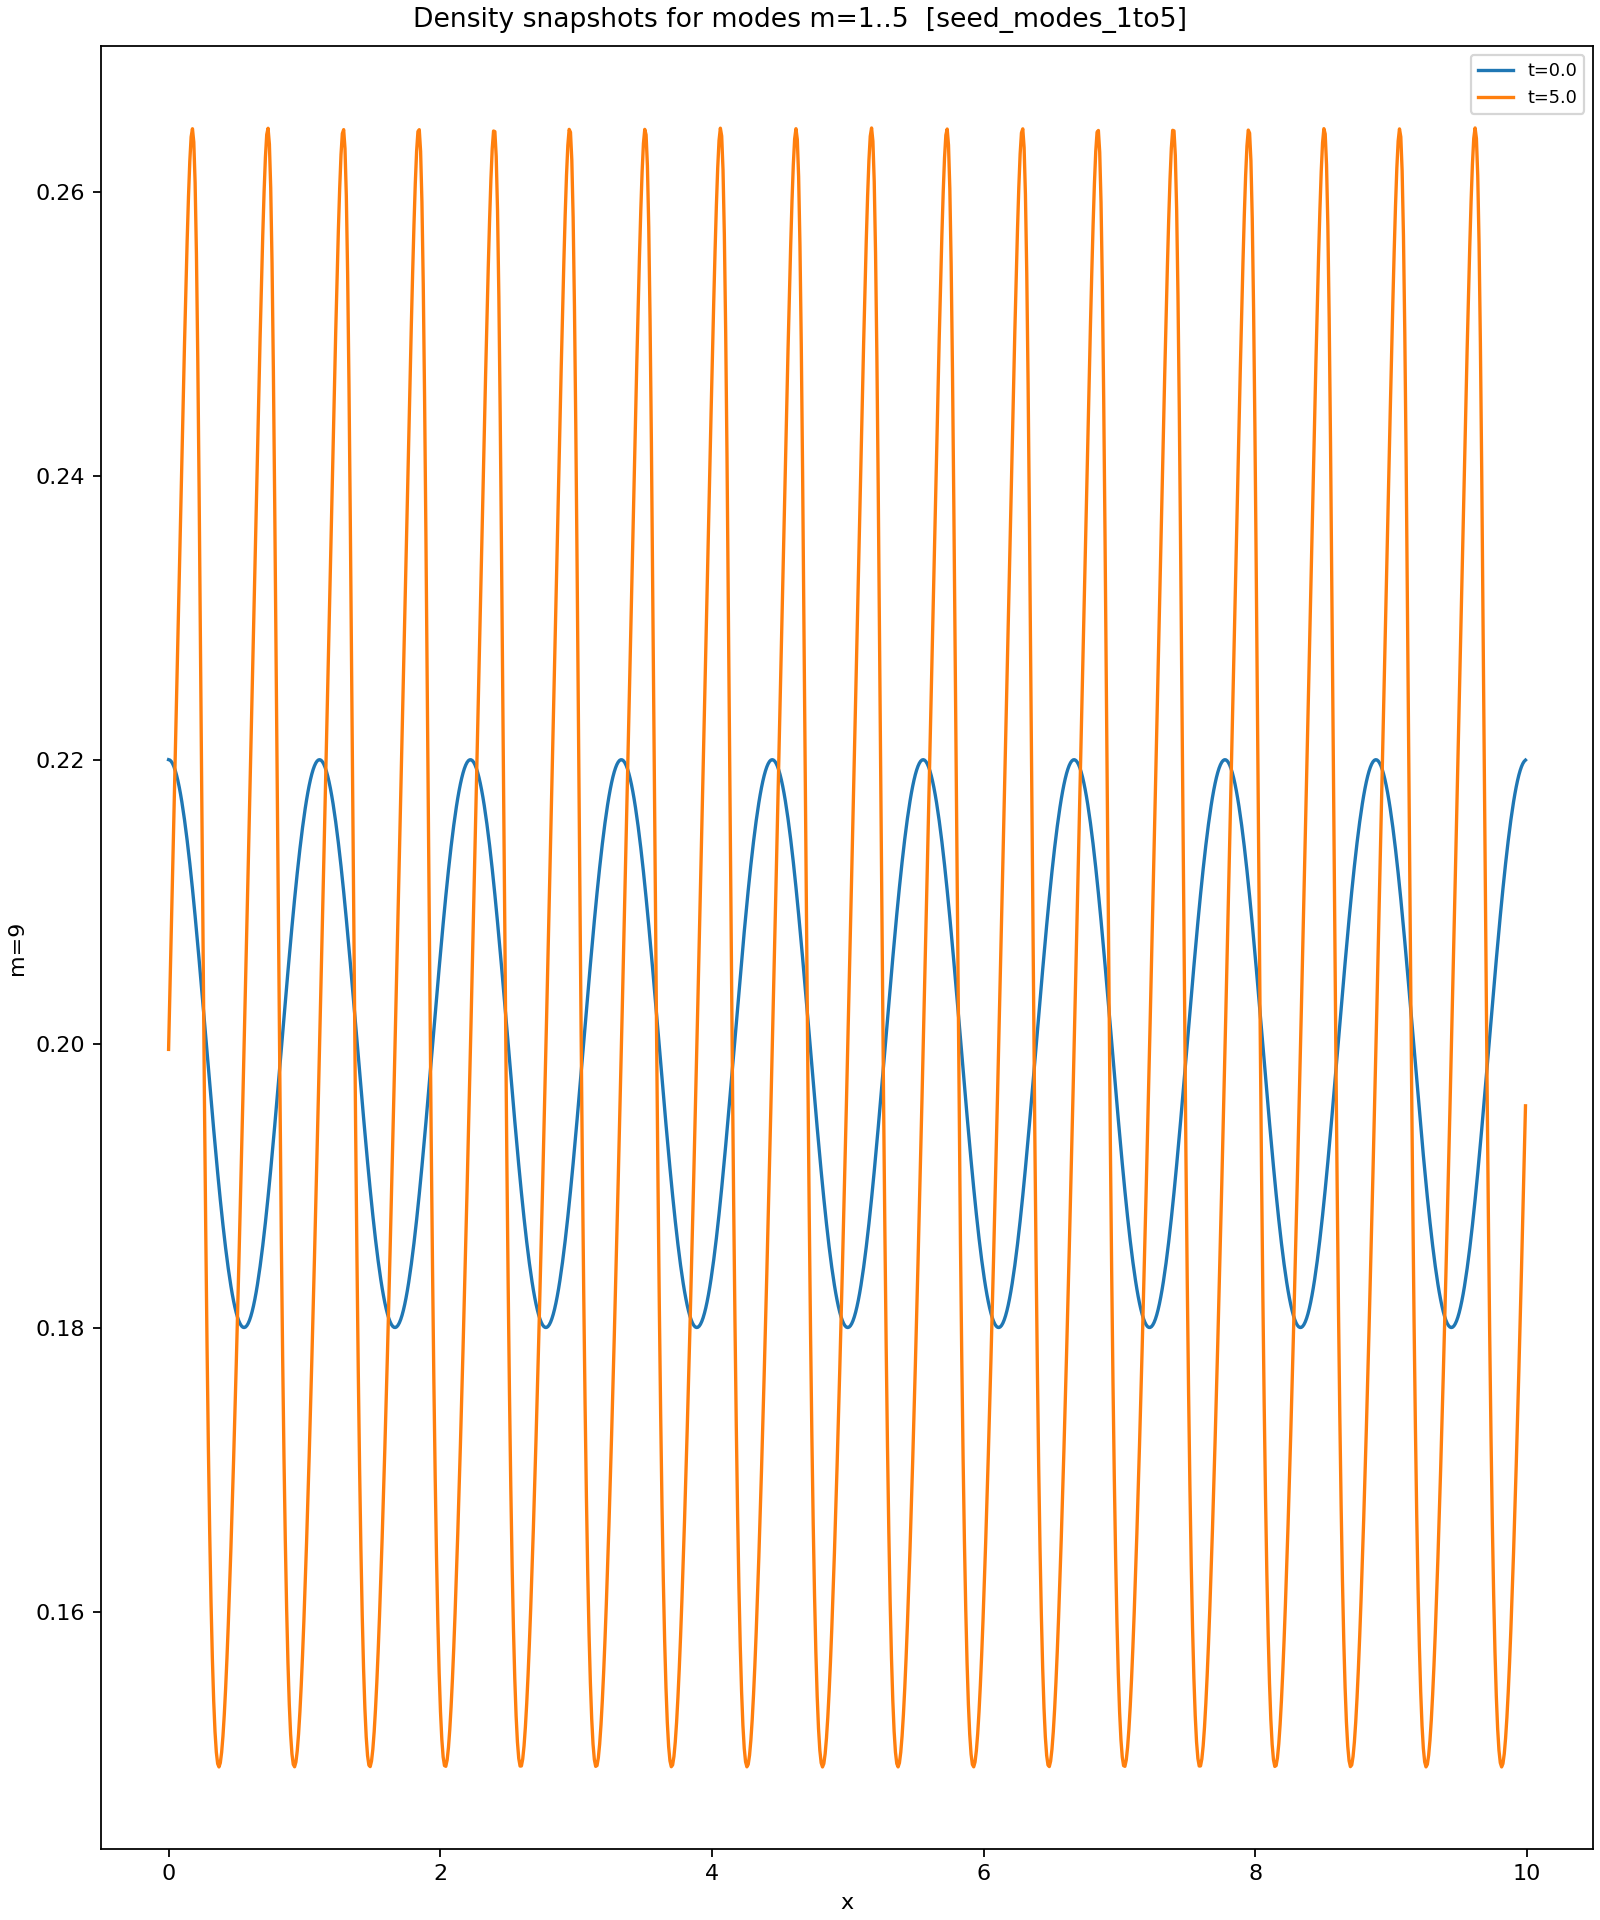 Density snapshots for modes m=1..5  [seed_modes_1to5]
t=0.0
t=5.0
0.26
0.24
0.22
0.20
0.18
0.16
m=9
0
2
4
6
8
10
x